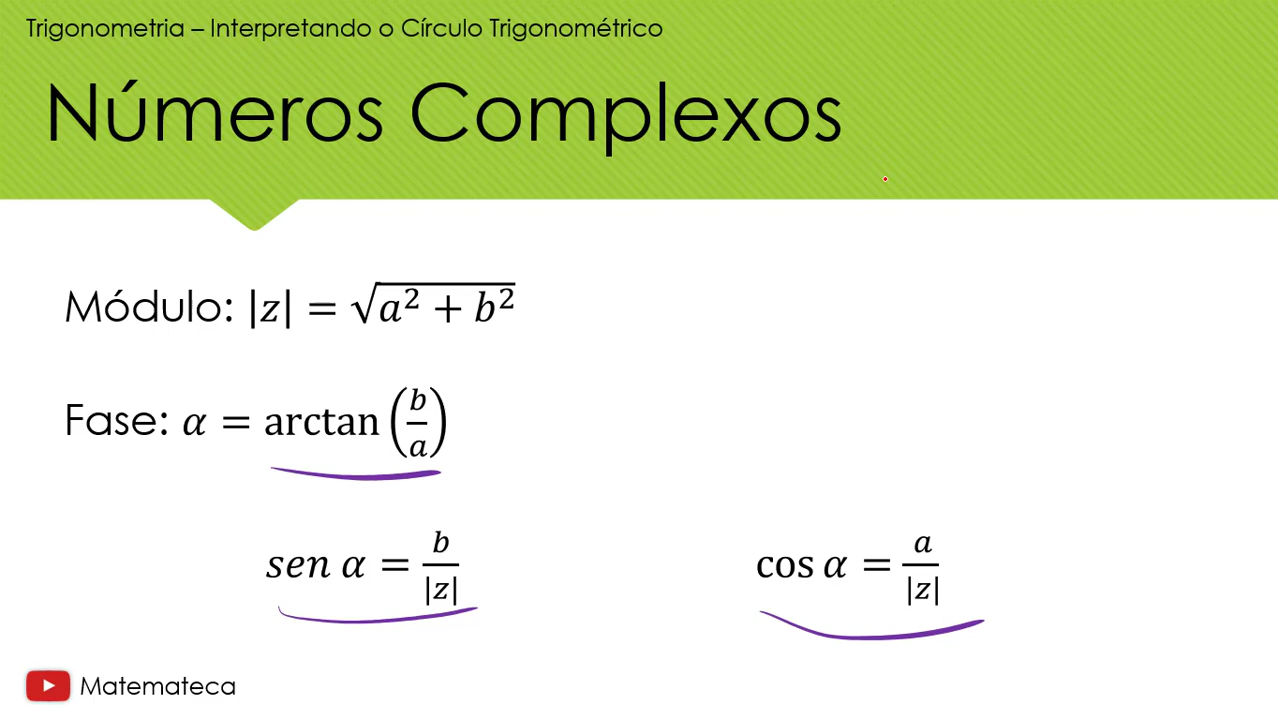 Trigonometria – Interpretando o Círculo Trigonométrico
Números Complexos
Módulo: |z| = √(a² + b²)
Fase: α = arctan(b/a)
sen α = b/|z|
cos α = a/|z|
Matemateca